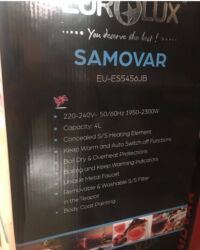 EUROLUX
You deserve the best !
SAMOVAR
EU-ES5456JB
220-240V~ 50/60Hz 1950-2300W
Capacity: 4L
Concealed S/S Heating Element
Keep Warm and Auto Switch off Functions
Boil Dry & Overheat Protections
Boiling and Keep Warming Indicators
Unique Metal Faucet
Removable & Washable S/S Filter
in the Teapot
Body Coat Painting